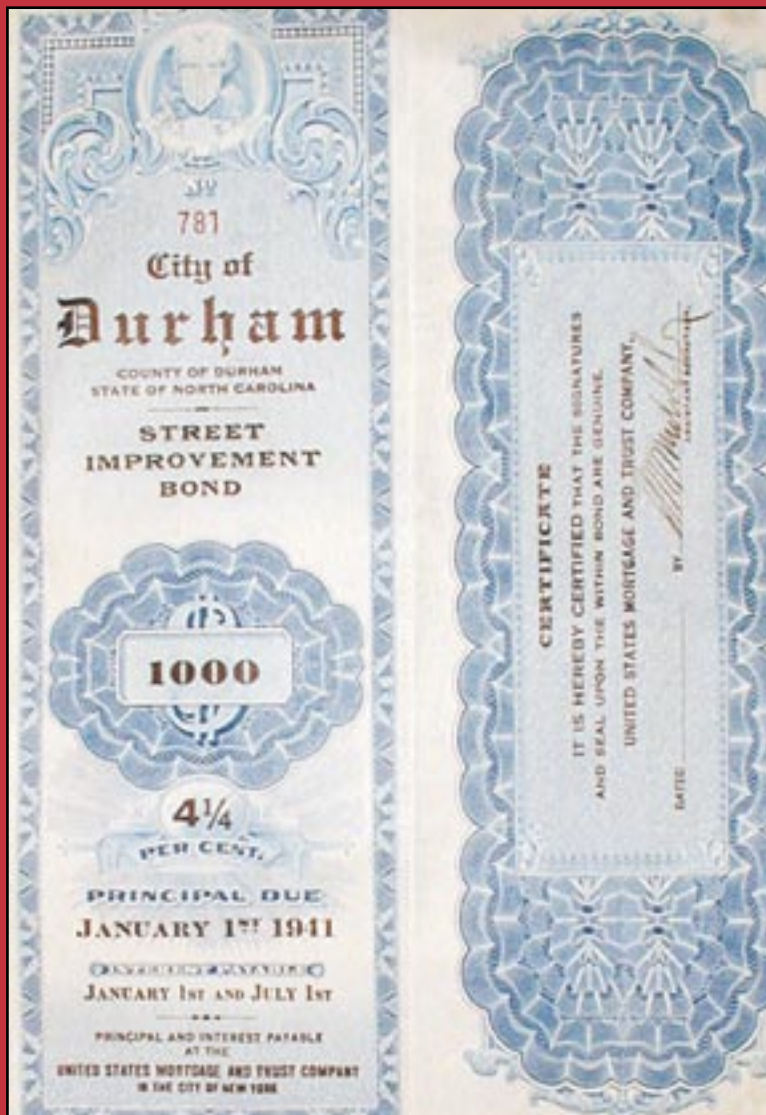 Nº
781
City of
Durham
COUNTY OF DURHAM
STATE OF NORTH CAROLINA
STREET
IMPROVEMENT
BOND
1000
4¼
PER CENT.
PRINCIPAL DUE
JANUARY 1ST 1941
INTEREST PAYABLE
JANUARY 1ST AND JULY 1ST
PRINCIPAL AND INTEREST PAYABLE
AT THE
UNITED STATES MORTGAGE AND TRUST COMPANY
IN THE CITY OF NEW YORK
CERTIFICATE
IT IS HEREBY CERTIFIED THAT THE SIGNATURES
AND SEAL UPON THE WITHIN BOND ARE GENUINE.
UNITED STATES MORTGAGE AND TRUST COMPANY,
DATED BY